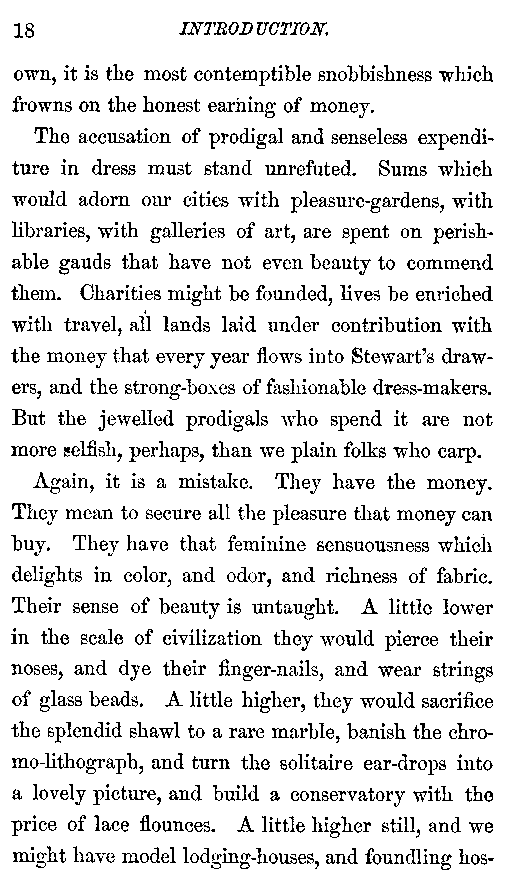 18 INTRODUCTION.
own, it is the most contemptible snobbishness which
frowns on the honest earning of money.
The accusation of prodigal and senseless expendi-
ture in dress must stand unrefuted. Sums which
would adorn our cities with pleasure-gardens, with
libraries, with galleries of art, are spent on perish-
able gauds that have not even beauty to commend
them. Charities might be founded, lives be enriched
with travel, all lands laid under contribution with
the money that every year flows into Stewart's draw-
ers, and the strong-boxes of fashionable dress-makers.
But the jewelled prodigals who spend it are not
more selfish, perhaps, than we plain folks who carp.
Again, it is a mistake. They have the money.
They mean to secure all the pleasure that money can
buy. They have that feminine sensuousness which
delights in color, and odor, and richness of fabric.
Their sense of beauty is untaught. A little lower
in the scale of civilization they would pierce their
noses, and dye their finger-nails, and wear strings
of glass beads. A little higher, they would sacrifice
the splendid shawl to a rare marble, banish the chro-
mo-lithograph, and turn the solitaire ear-drops into
a lovely picture, and build a conservatory with the
price of lace flounces. A little higher still, and we
might have model lodging-houses, and foundling hos-